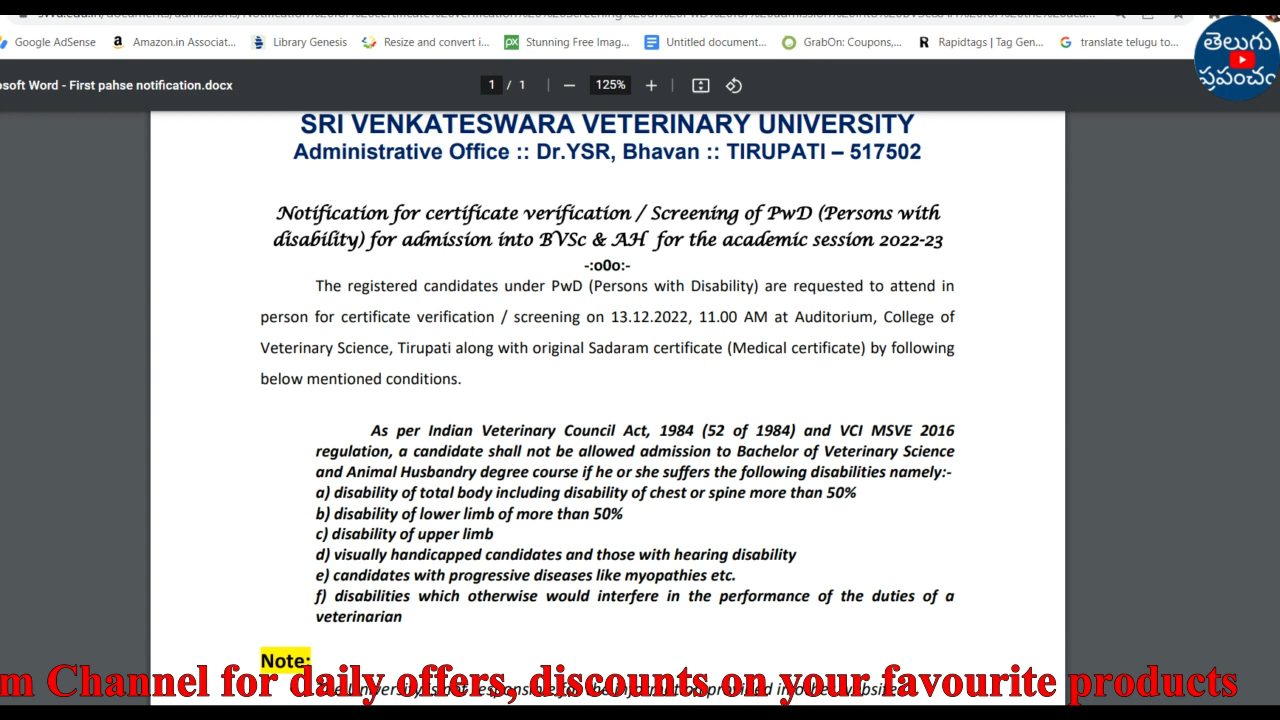 Google AdSense
Amazon.in Associat...
Library Genesis
Resize and convert i...
Stunning Free Imag...
Untitled document...
GrabOn: Coupons,...
Rapidtags | Tag Gen...
translate telugu to...
తెలుగు
ప్రపంచం
osoft Word - First pahse notification.docx
1 / 1
125%
SRI VENKATESWARA VETERINARY UNIVERSITY
Administrative Office :: Dr.YSR, Bhavan :: TIRUPATI – 517502
Notification for certificate verification / Screening of PwD (Persons with
disability) for admission into BVSc & AH for the academic session 2022-23
-:o0o:-
The registered candidates under PwD (Persons with Disability) are requested to attend in
person for certificate verification / screening on 13.12.2022, 11.00 AM at Auditorium, College of
Veterinary Science, Tirupati along with original Sadaram certificate (Medical certificate) by following
below mentioned conditions.
As per Indian Veterinary Council Act, 1984 (52 of 1984) and VCI MSVE 2016
regulation, a candidate shall not be allowed admission to Bachelor of Veterinary Science
and Animal Husbandry degree course if he or she suffers the following disabilities namely:-
a) disability of total body including disability of chest or spine more than 50%
b) disability of lower limb of more than 50%
c) disability of upper limb
d) visually handicapped candidates and those with hearing disability
e) candidates with progressive diseases like myopathies etc.
f) disabilities which otherwise would interfere in the performance of the duties of a
veterinarian
Note:
m Channel for daily offers, discounts on your favourite products